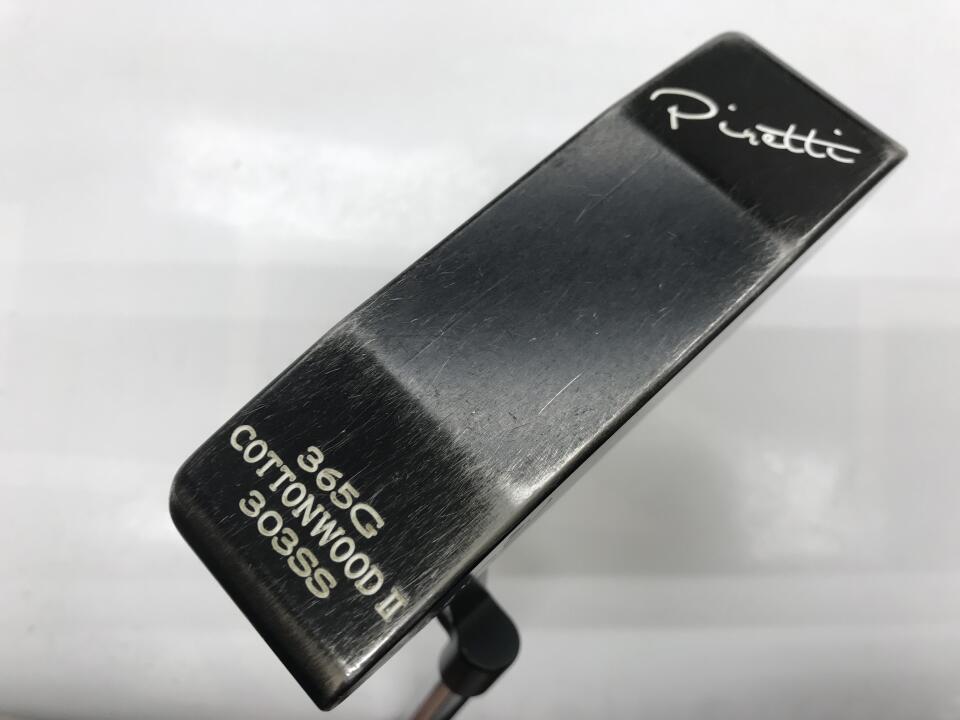 Piretti
365G
COTTONWOOD II
303SS